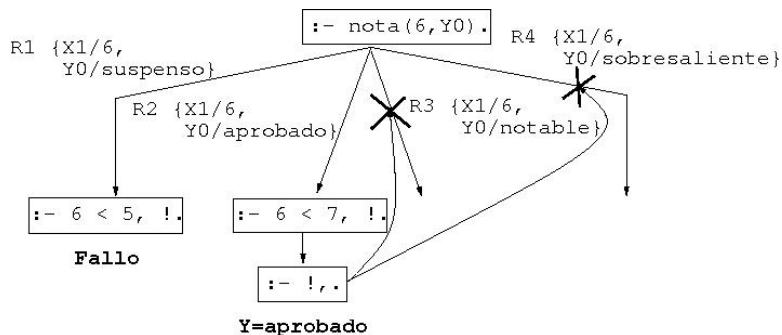 :- nota(6,Y0).
R1 {X1/6,
Y0/suspenso}
R2 {X1/6,
Y0/aprobado}
R3 {X1/6,
Y0/notable}
R4 {X1/6,
Y0/sobresaliente}
:- 6 < 5, !.
Fallo
:- 6 < 7, !.
:- !,.
Y=aprobado